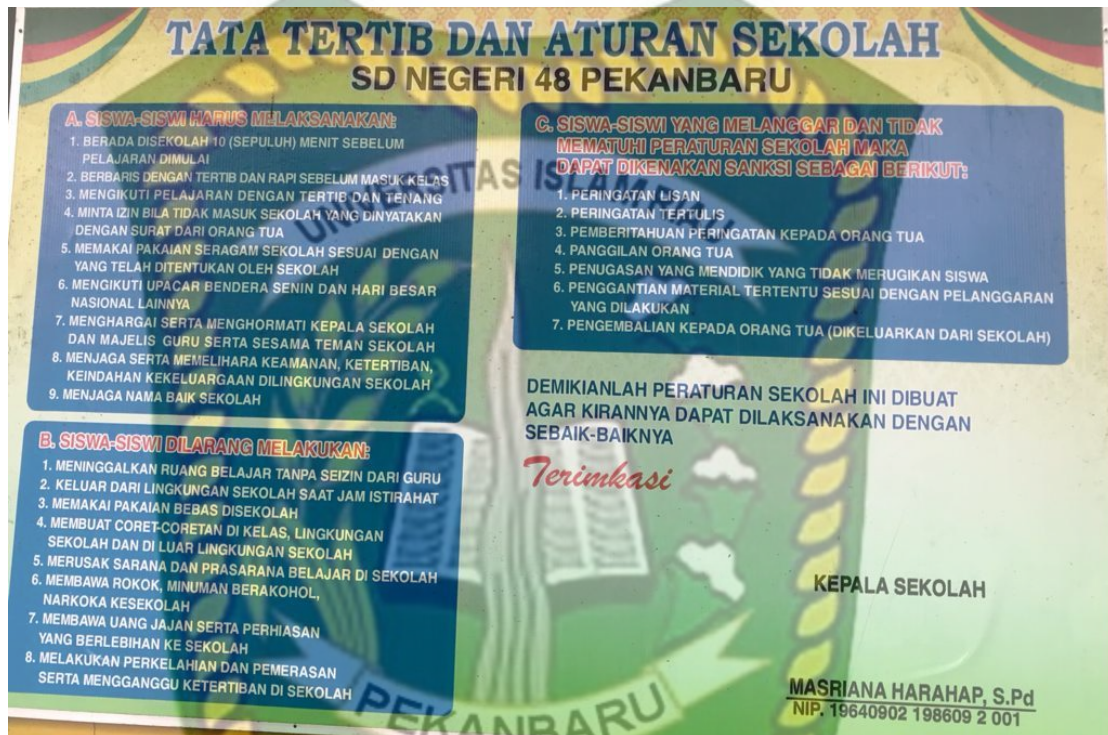 TATA TERTIB DAN ATURAN SEKOLAH
SD NEGERI 48 PEKANBARU
A. SISWA-SISWI HARUS MELAKSANAKAN:
1. BERADA DISEKOLAH 10 (SEPULUH) MENIT SEBELUM
PELAJARAN DIMULAI
2. BERBARIS DENGAN TERTIB DAN RAPI SEBELUM MASUK KELAS
3. MENGIKUTI PELAJARAN DENGAN TERTIB DAN TENANG
4. MINTA IZIN BILA TIDAK MASUK SEKOLAH YANG DINYATAKAN
DENGAN SURAT DARI ORANG TUA
5. MEMAKAI PAKAIAN SERAGAM SEKOLAH SESUAI DENGAN
YANG TELAH DITENTUKAN OLEH SEKOLAH
6. MENGIKUTI UPACAR BENDERA SENIN DAN HARI BESAR
NASIONAL LAINNYA
7. MENGHARGAI SERTA MENGHORMATI KEPALA SEKOLAH
DAN MAJELIS GURU SERTA SESAMA TEMAN SEKOLAH
8. MENJAGA SERTA MEMELIHARA KEAMANAN, KETERTIBAN,
KEINDAHAN KEKELUARGAAN DILINGKUNGAN SEKOLAH
9. MENJAGA NAMA BAIK SEKOLAH
B. SISWA-SISWI DILARANG MELAKUKAN:
1. MENINGGALKAN RUANG BELAJAR TANPA SEIZIN DARI GURU
2. KELUAR DARI LINGKUNGAN SEKOLAH SAAT JAM ISTIRAHAT
3. MEMAKAI PAKAIAN BEBAS DISEKOLAH
4. MEMBUAT CORET-CORETAN DI KELAS, LINGKUNGAN
SEKOLAH DAN DI LUAR LINGKUNGAN SEKOLAH
5. MERUSAK SARANA DAN PRASARANA BELAJAR DI SEKOLAH
6. MEMBAWA ROKOK, MINUMAN BERAKOHOL,
NARKOKA KESEKOLAH
7. MEMBAWA UANG JAJAN SERTA PERHIASAN
YANG BERLEBIHAN KE SEKOLAH
8. MELAKUKAN PERKELAHIAN DAN PEMERASAN
SERTA MENGGANGGU KETERTIBAN DI SEKOLAH
C. SISWA-SISWI YANG MELANGGAR DAN TIDAK
MEMATUHI PERATURAN SEKOLAH MAKA
DAPAT DIKENAKAN SANKSI SEBAGAI BERIKUT:
1. PERINGATAN LISAN
2. PERINGATAN TERTULIS
3. PEMBERITAHUAN PERINGATAN KEPADA ORANG TUA
4. PANGGILAN ORANG TUA
5. PENUGASAN YANG MENDIDIK YANG TIDAK MERUGIKAN SISWA
6. PENGGANTIAN MATERIAL TERTENTU SESUAI DENGAN PELANGGARAN
YANG DILAKUKAN
7. PENGEMBALIAN KEPADA ORANG TUA (DIKELUARKAN DARI SEKOLAH)
DEMIKIANLAH PERATURAN SEKOLAH INI DIBUAT
AGAR KIRANNYA DAPAT DILAKSANAKAN DENGAN
SEBAIK-BAIKNYA
Terimkasi
KEPALA SEKOLAH
MASRIANA HARAHAP, S.Pd
NIP. 19640902 198609 2 001
UNIVERSITAS ISLAM RIAU
PEKANBARU